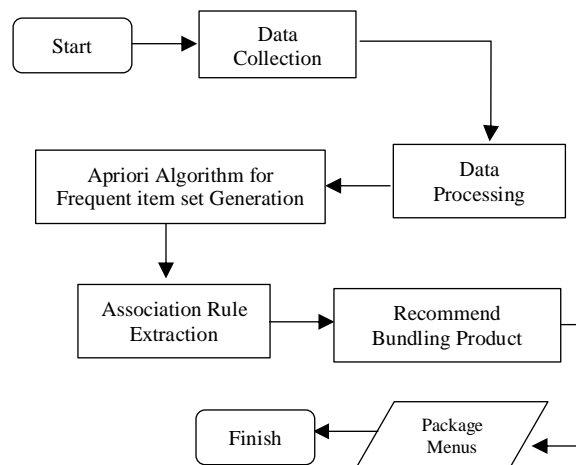 Start
Data
Collection
Data
Processing
Apriori Algorithm for
Frequent item set Generation
Association Rule
Extraction
Recommend
Bundling Product
Package
Menus
Finish